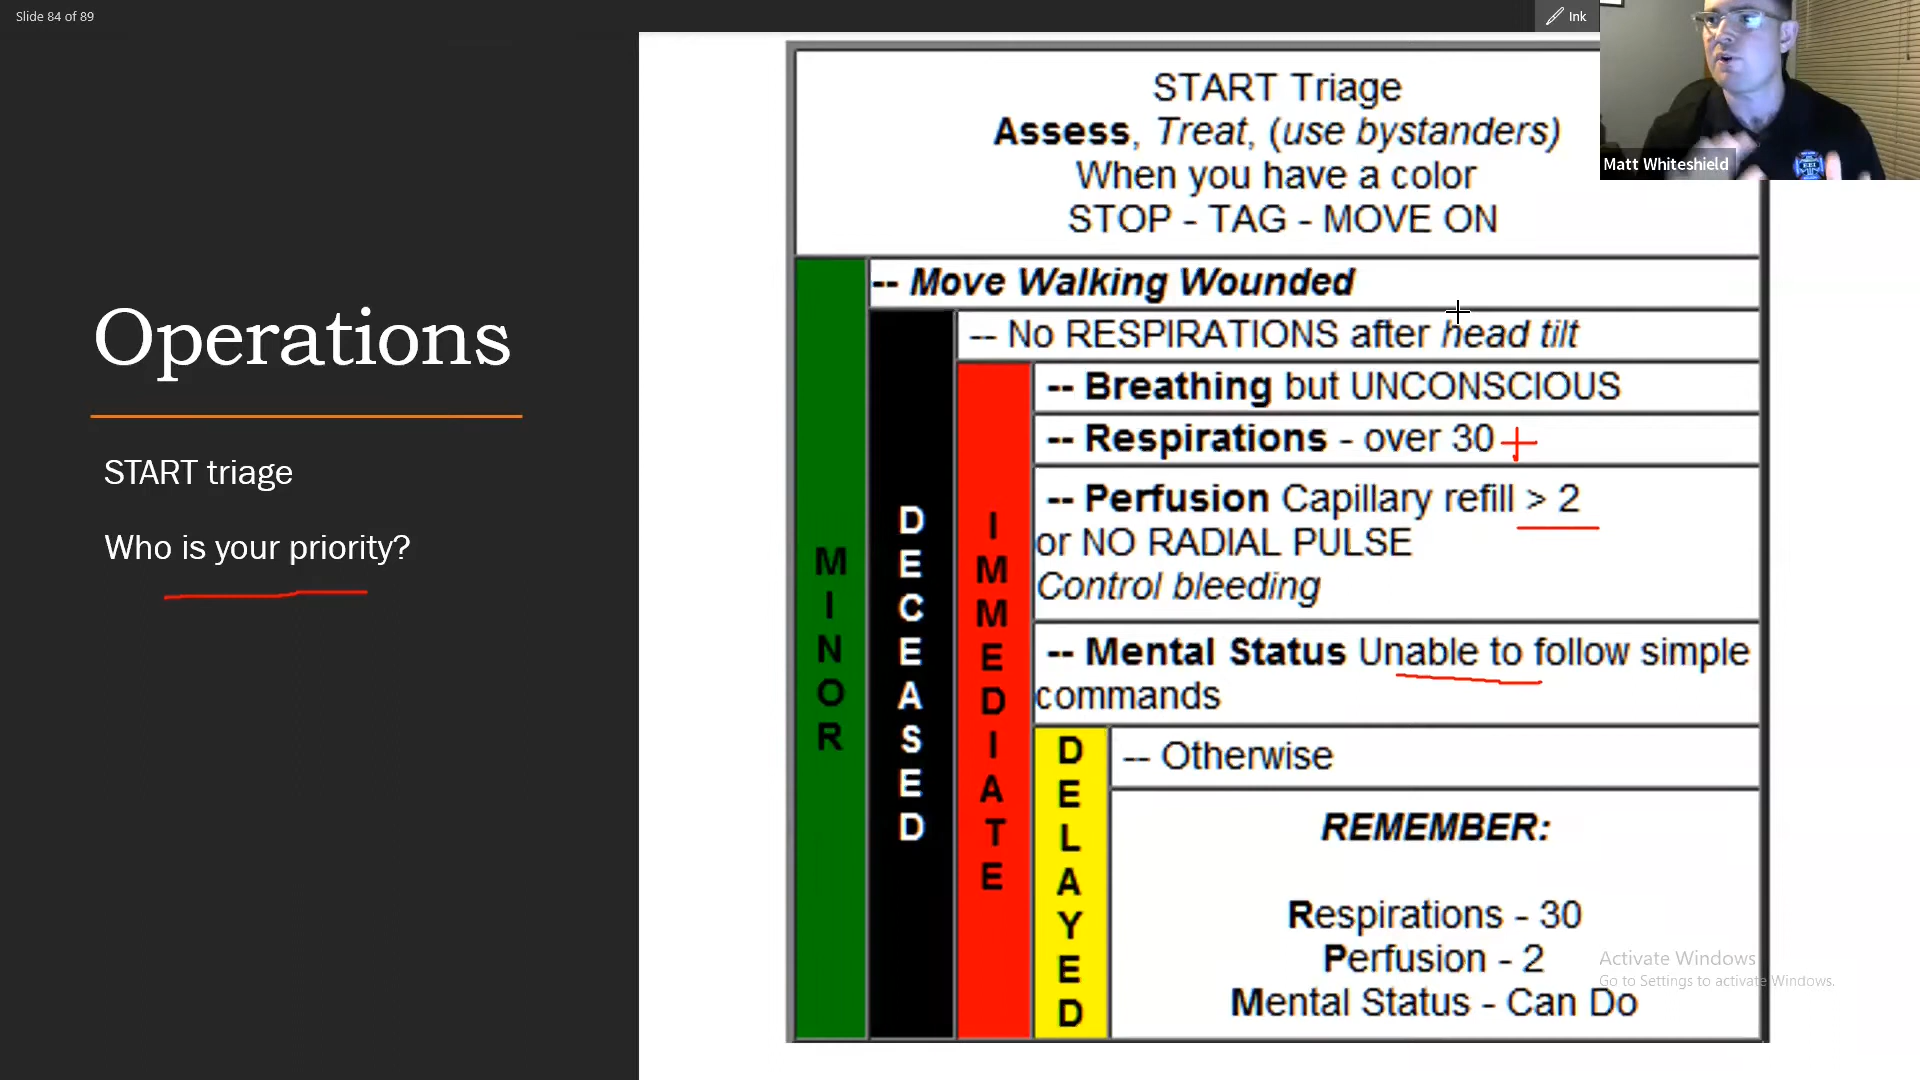 Slide 84 of 89
Ink
Matt Whiteshield
Operations
START triage
Who is your priority?
START Triage
Assess, Treat, (use bystanders)
When you have a color
STOP - TAG - MOVE ON
MINOR
-- Move Walking Wounded
DECEASED
-- No RESPIRATIONS after head tilt
IMMEDIATE
-- Breathing but UNCONSCIOUS
-- Respirations - over 30 +
-- Perfusion Capillary refill > 2
or NO RADIAL PULSE
Control bleeding
-- Mental Status Unable to follow simple
commands
DELAYED
-- Otherwise
REMEMBER:
Respirations - 30
Perfusion - 2
Mental Status - Can Do
Activate Windows
Go to Settings to activate Windows.